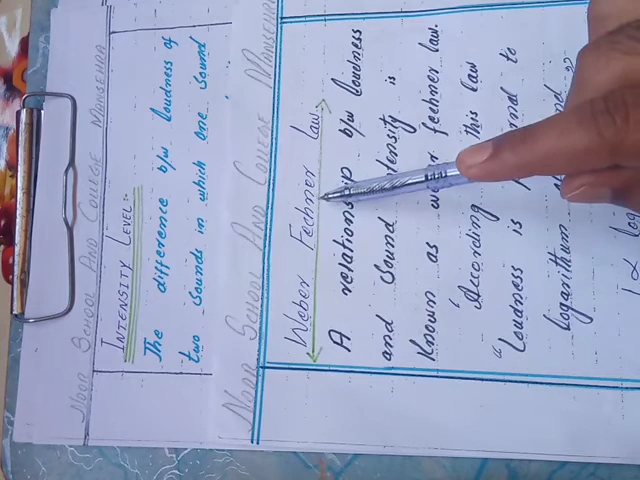 NOOR SCHOOL AND COLLEGE MANSEHRA
INTENSITY LEVEL:-
The difference b/w loudness of
two sounds in which one sound
NOOR SCHOOL AND COLLEGE MANSEHRA
Weber Fechner Law
A relationship b/w loudness
and sound is
known as fechner law.
According this law
"Loudness is to
logarithm